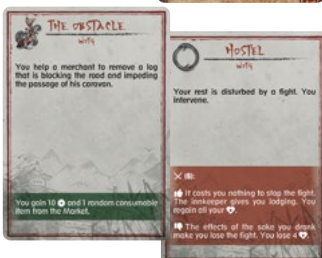 THE OBSTACLE
WOTY
You help a merchant to remove a log
that is blocking the road and impeding
the passage of his caravan.
You gain 10 and 1 random consumable
item from the Market.
HOSTEL
WOTY
Your rest is disturbed by a fight. You
intervene.
It costs you nothing to stop the fight.
The innkeeper gives you lodging. You
regain all your
The effects of the sake you drank
make you lose the fight. You lose 4